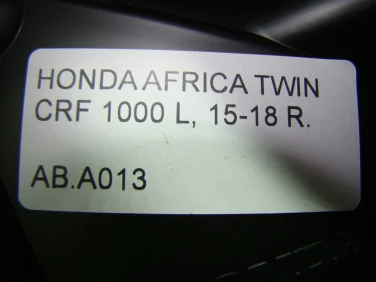 HONDA AFRICA TWIN
CRF 1000 L, 15-18 R.
AB.A013